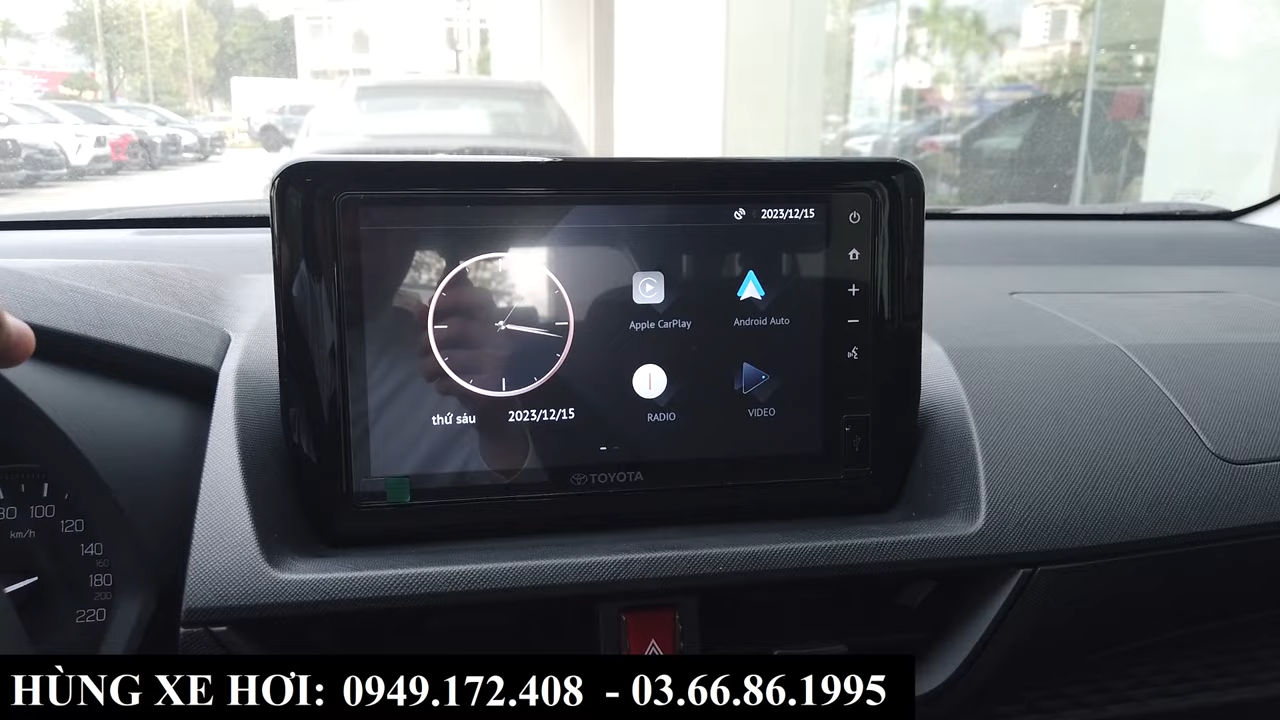 2023/12/15
Apple CarPlay
Android Auto
thứ sáu
2023/12/15
RADIO
VIDEO
TOYOTA
80 100
km/h
120
140
160
180
200
220
HÙNG XE HƠI: 0949.172.408 - 03.66.86.1995